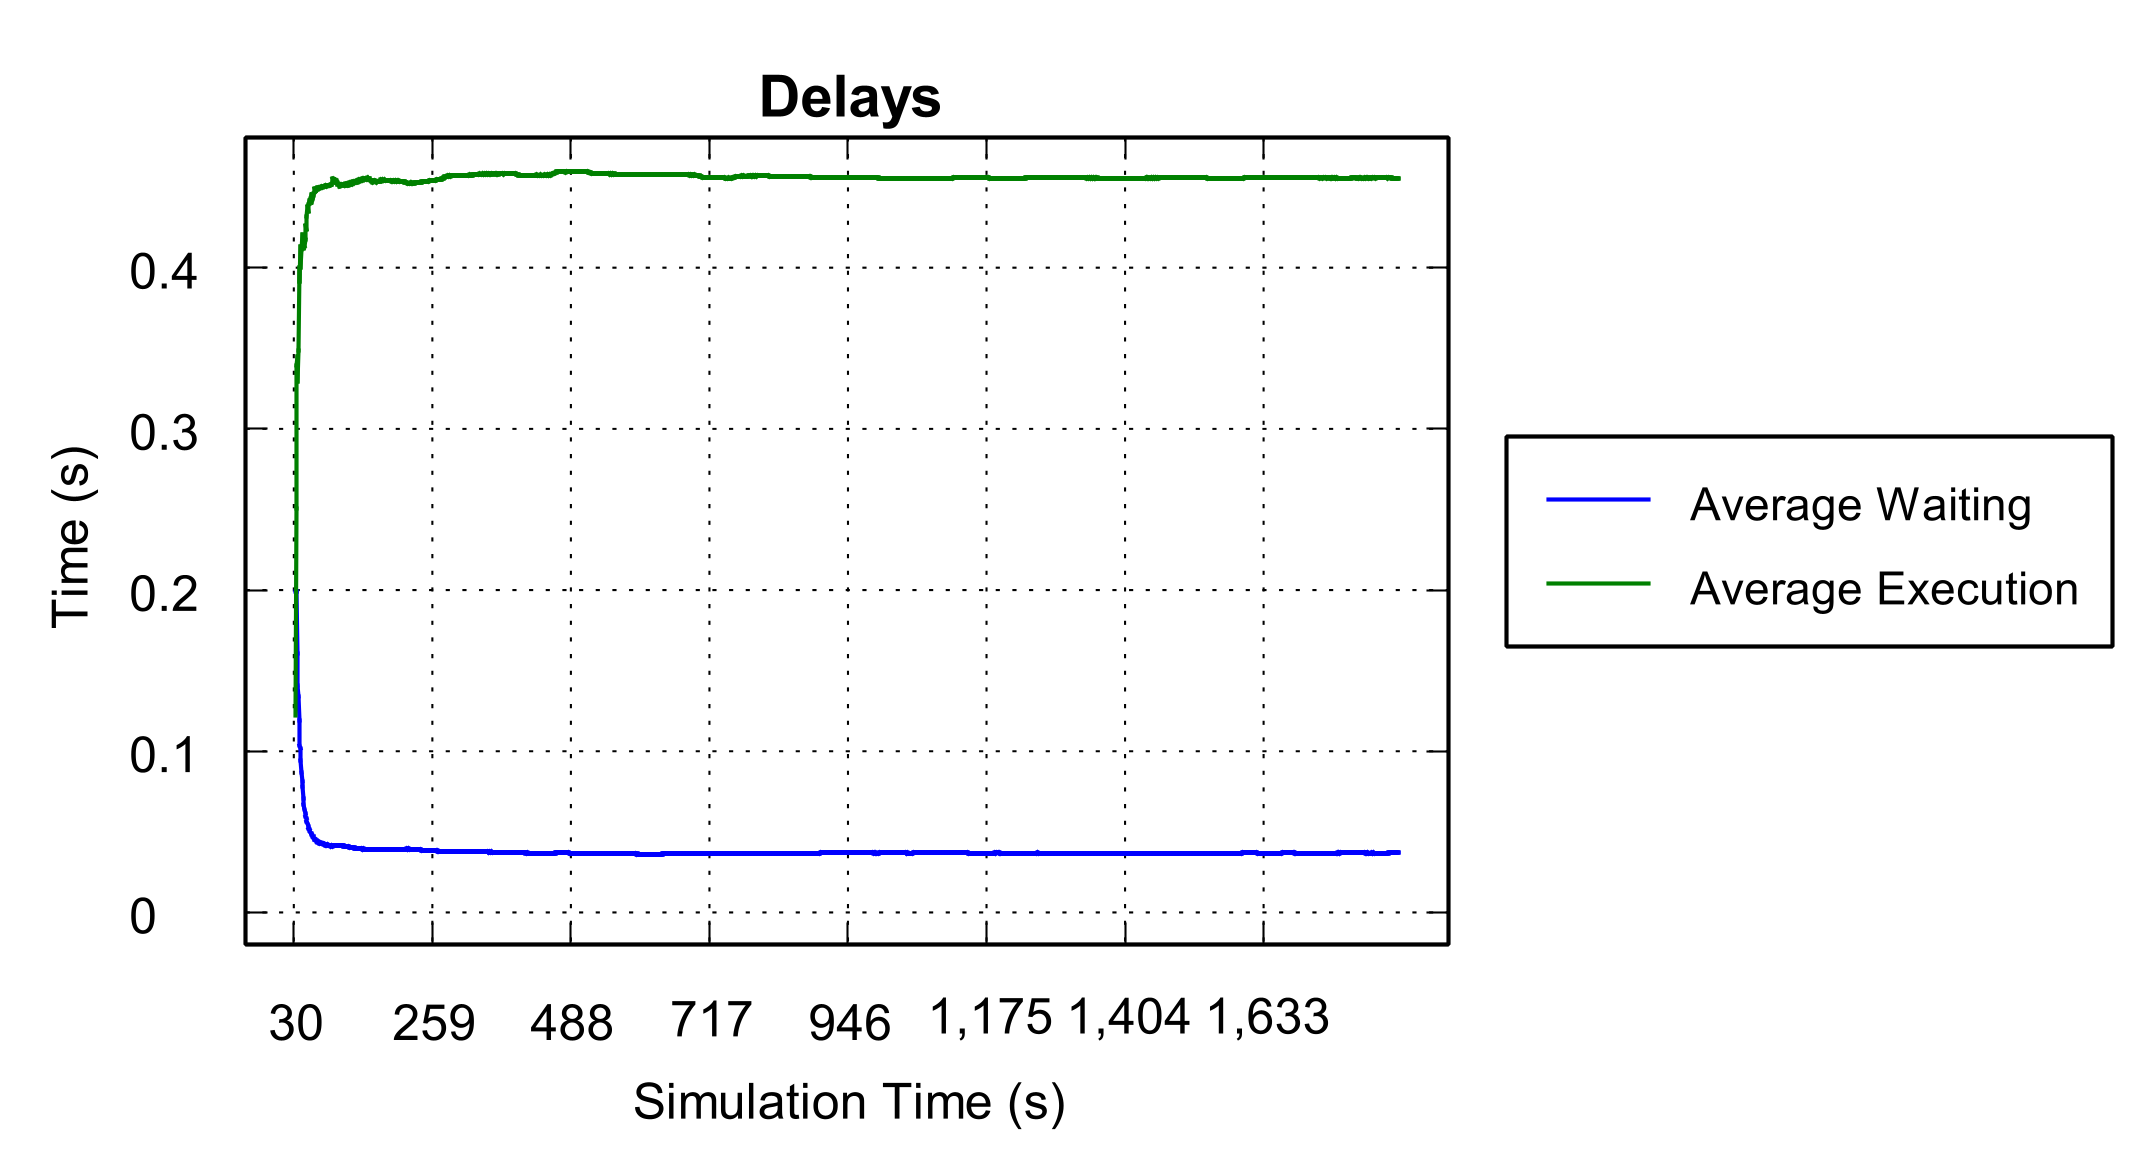 Delays
0.4
0.3
0.2
0.1
0
Time (s)
30 259 488 717 946 1,175 1,404 1,633
Simulation Time (s)
Average Waiting
Average Execution